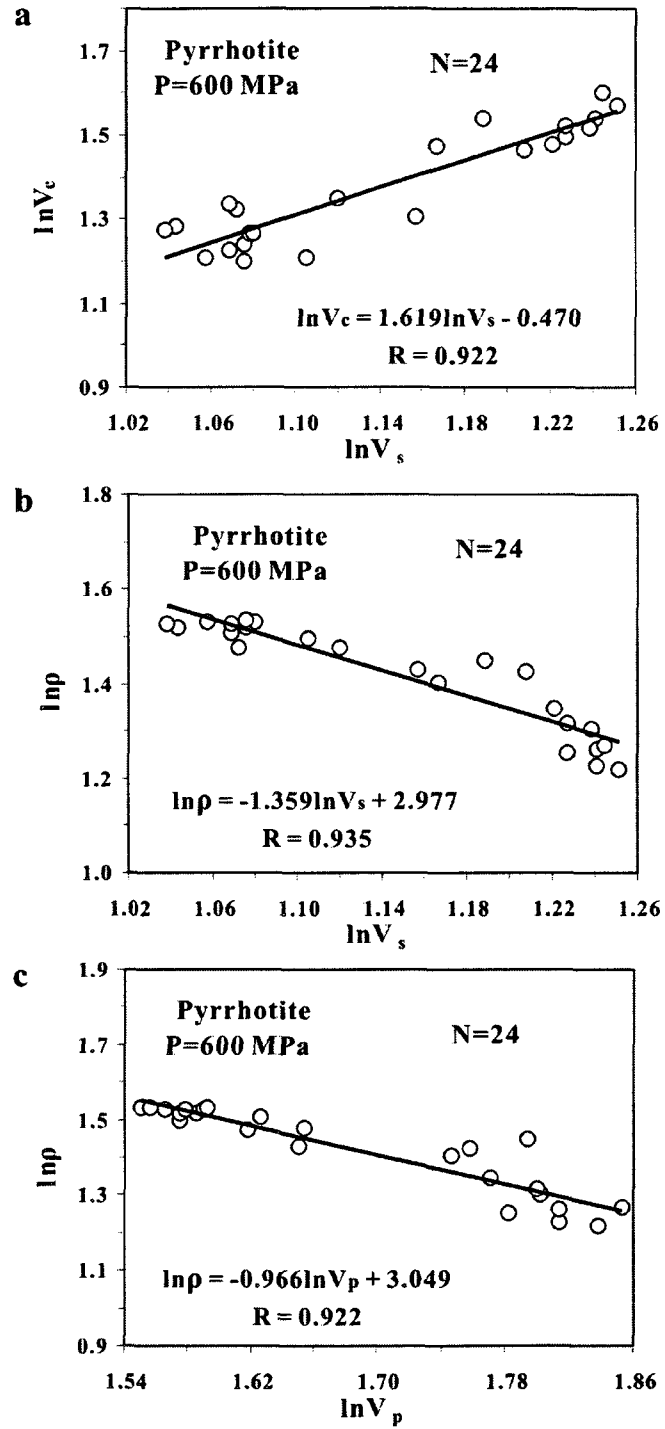 a
Pyrrhotite
P=600 MPa
N=24
1.7
1.5
1.3
1.1
0.9
lnVc
lnVc = 1.619lnVs - 0.470
R = 0.922
1.02 1.06 1.10 1.14 1.18 1.22 1.26
lnVs
b
Pyrrhotite
P=600 MPa
N=24
1.8
1.6
1.4
1.2
1.0
lnρ
lnρ = -1.359lnVs + 2.977
R = 0.935
1.02 1.06 1.10 1.14 1.18 1.22 1.26
lnVs
c
Pyrrhotite
P=600 MPa
N=24
1.9
1.7
1.5
1.3
1.1
0.9
lnρ
lnρ = -0.966lnVp + 3.049
R = 0.922
1.54 1.62 1.70 1.78 1.86
lnVp